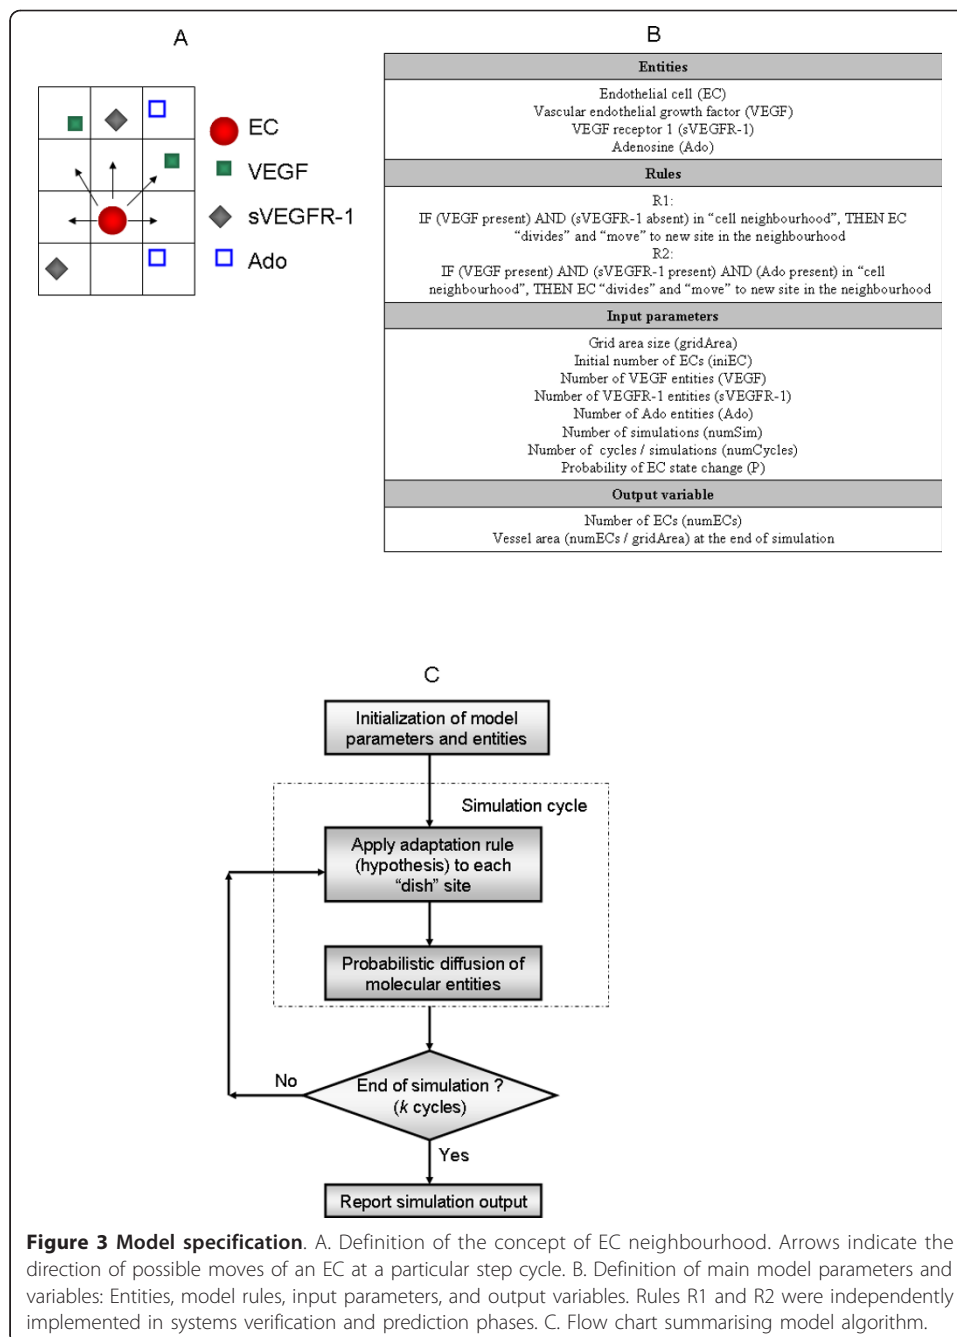 A
EC
VEGF
sVEGFR-1
Ado
B
Entities
Endothelial cell (EC)
Vascular endothelial growth factor (VEGF)
VEGF receptor 1 (sVEGFR-1)
Adenosine (Ado)
Rules
R1:
IF (VEGF present) AND (sVEGFR-1 absent) in “cell neighbourhood”, THEN EC
“divides” and “move” to new site in the neighbourhood
R2:
IF (VEGF present) AND (sVEGFR-1 present) AND (Ado present) in “cell
neighbourhood”, THEN EC “divides” and “move” to new site in the neighbourhood
Input parameters
Grid area size (gridArea)
Initial number of ECs (iniEC)
Number of VEGF entities (VEGF)
Number of VEGFR-1 entities (sVEGFR-1)
Number of Ado entities (Ado)
Number of simulations (numSim)
Number of cycles / simulations (numCycles)
Probability of EC state change (P)
Output variable
Number of ECs (numECs)
Vessel area (numECs / gridArea) at the end of simulation
C
Initialization of model
parameters and entities
Simulation cycle
Apply adaptation rule
(hypothesis) to each
“dish” site
Probabilistic diffusion of
molecular entities
No
End of simulation ?
(k cycles)
Yes
Report simulation output
Figure 3 Model specification. A. Definition of the concept of EC neighbourhood. Arrows indicate the
direction of possible moves of an EC at a particular step cycle. B. Definition of main model parameters and
variables: Entities, model rules, input parameters, and output variables. Rules R1 and R2 were independently
implemented in systems verification and prediction phases. C. Flow chart summarising model algorithm.